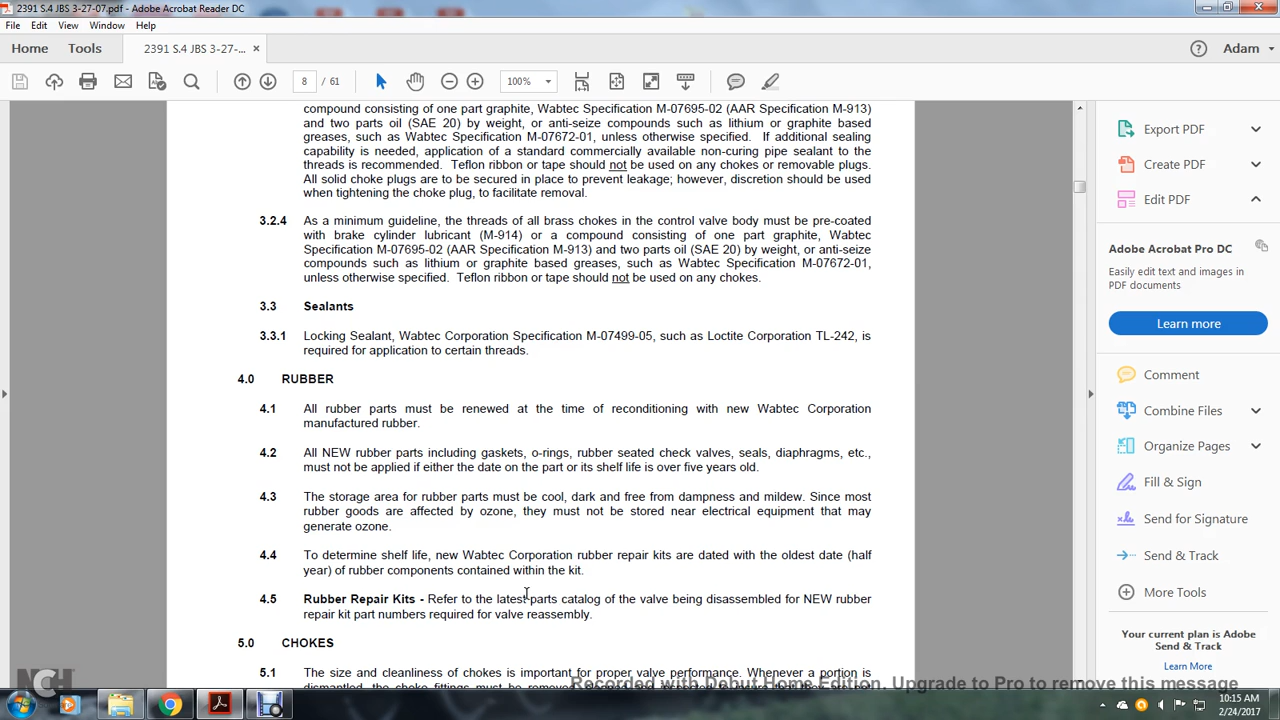 2391 S.4 JBS 3-27-07.pdf - Adobe Acrobat Reader DC
File Edit View Window Help
Home Tools 2391 S.4 JBS 3-27-... × Adam
8 / 61 100%
compound consisting of one part graphite, Wabtec Specification M-07695-02 (AAR Specification M-913)
and two parts oil (SAE 20) by weight, or anti-seize compounds such as lithium or graphite based
greases, such as Wabtec Specification M-07672-01, unless otherwise specified. If additional sealing
capability is needed, application of a standard commercially available non-curing pipe sealant to the
threads is recommended. Teflon ribbon or tape should not be used on any chokes or removable plugs.
All solid choke plugs are to be secured in place to prevent leakage; however, discretion should be used
when tightening the choke plug, to facilitate removal.
3.2.4 As a minimum guideline, the threads of all brass chokes in the control valve body must be pre-coated
with brake cylinder lubricant (M-914) or a compound consisting of one part graphite, Wabtec
Specification M-07695-02 (AAR Specification M-913) and two parts oil (SAE 20) by weight, or anti-seize
compounds such as lithium or graphite based greases, such as Wabtec Specification M-07672-01,
unless otherwise specified. Teflon ribbon or tape should not be used on any chokes.
3.3 Sealants
3.3.1 Locking Sealant, Wabtec Corporation Specification M-07499-05, such as Loctite Corporation TL-242, is
required for application to certain threads.
4.0 RUBBER
4.1 All rubber parts must be renewed at the time of reconditioning with new Wabtec Corporation
manufactured rubber.
4.2 All NEW rubber parts including gaskets, o-rings, rubber seated check valves, seals, diaphragms, etc.,
must not be applied if either the date on the part or its shelf life is over five years old.
4.3 The storage area for rubber parts must be cool, dark and free from dampness and mildew. Since most
rubber goods are affected by ozone, they must not be stored near electrical equipment that may
generate ozone.
4.4 To determine shelf life, new Wabtec Corporation rubber repair kits are dated with the oldest date (half
year) of rubber components contained within the kit.
4.5 Rubber Repair Kits - Refer to the latest parts catalog of the valve being disassembled for NEW rubber
repair kit part numbers required for valve reassembly.
5.0 CHOKES
5.1 The size and cleanliness of chokes is important for proper valve performance. Whenever a portion is
dismantled, the choke fittings must be remove
Export PDF
Create PDF
Edit PDF
Adobe Acrobat Pro DC
Easily edit text and images in
PDF documents
Learn more
Comment
Combine Files
Organize Pages
Fill & Sign
Send for Signature
Send & Track
More Tools
Your current plan is Adobe
Send & Track
Learn More
NCH
Recorded with Debut Home Edition. Upgrade to Pro to remove this message
10:15 AM
2/24/2017